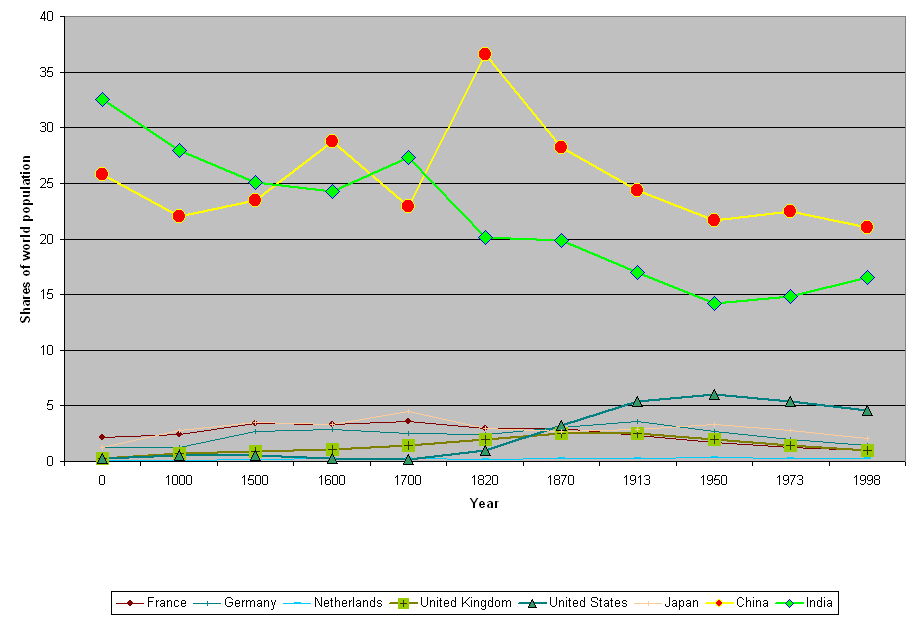 40
35
30
25
20
15
10
5
0
Shares of world population
0 1000 1500 1600 1700 1820 1870 1913 1950 1973 1998
Year
France Germany Netherlands United Kingdom United States Japan China India